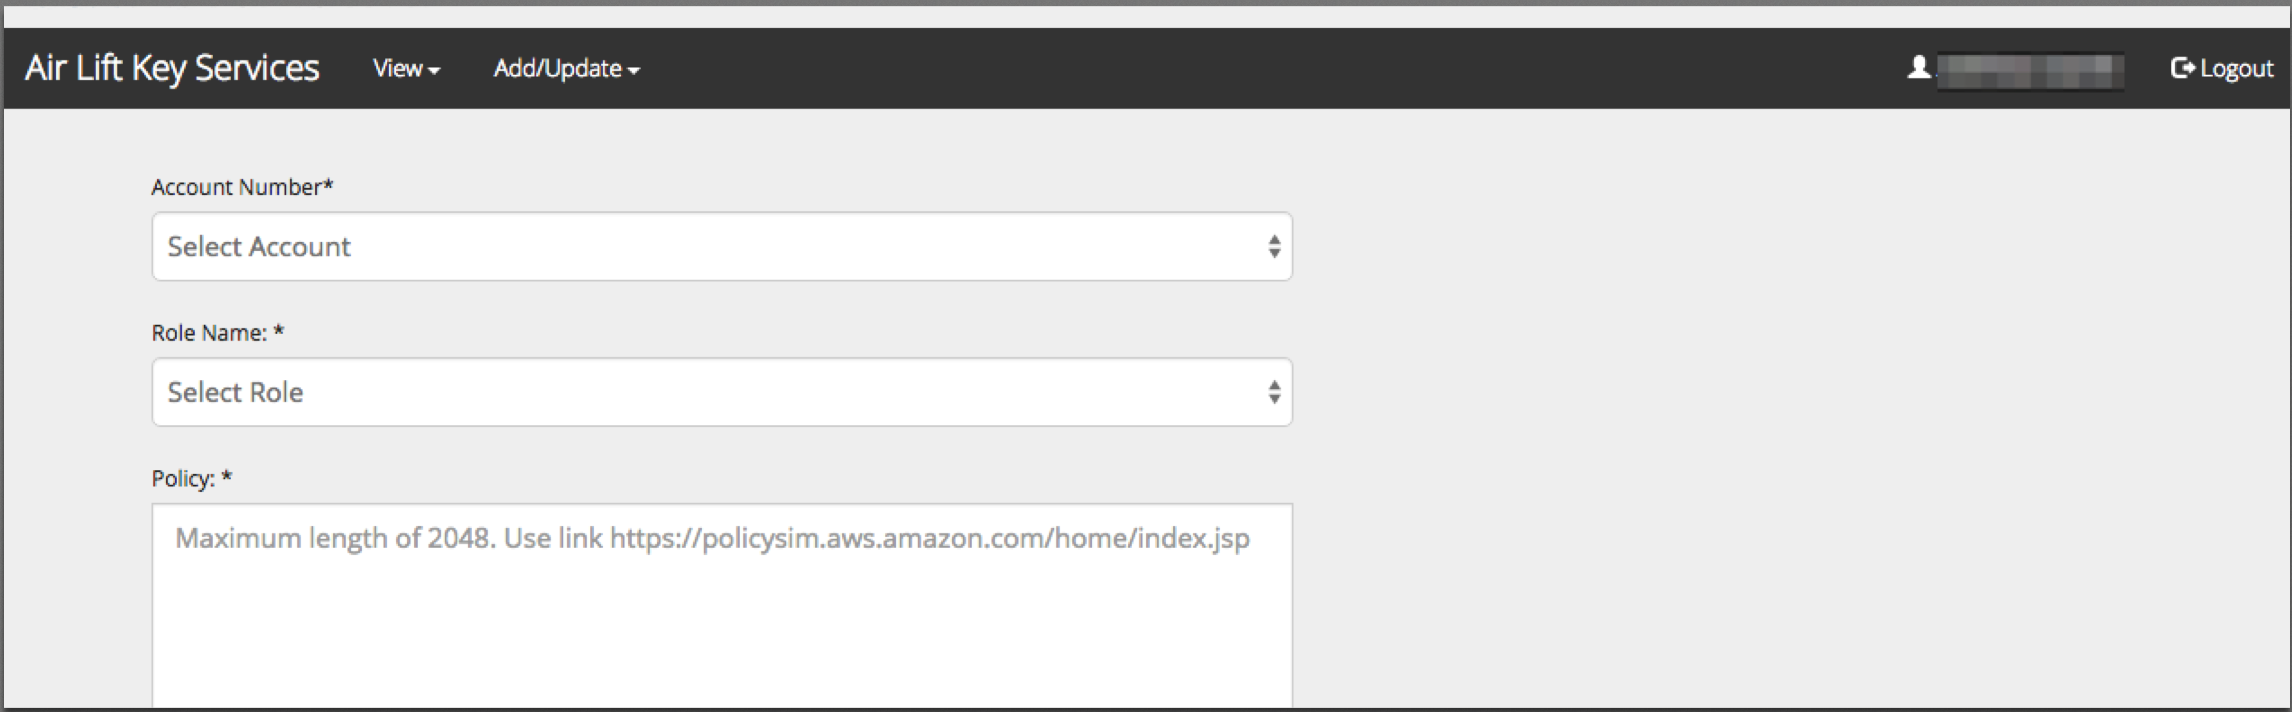 Air Lift Key Services View Add/Update Logout
Account Number*
Select Account
Role Name: *
Select Role
Policy: *
Maximum length of 2048. Use link https://policysim.aws.amazon.com/home/index.jsp